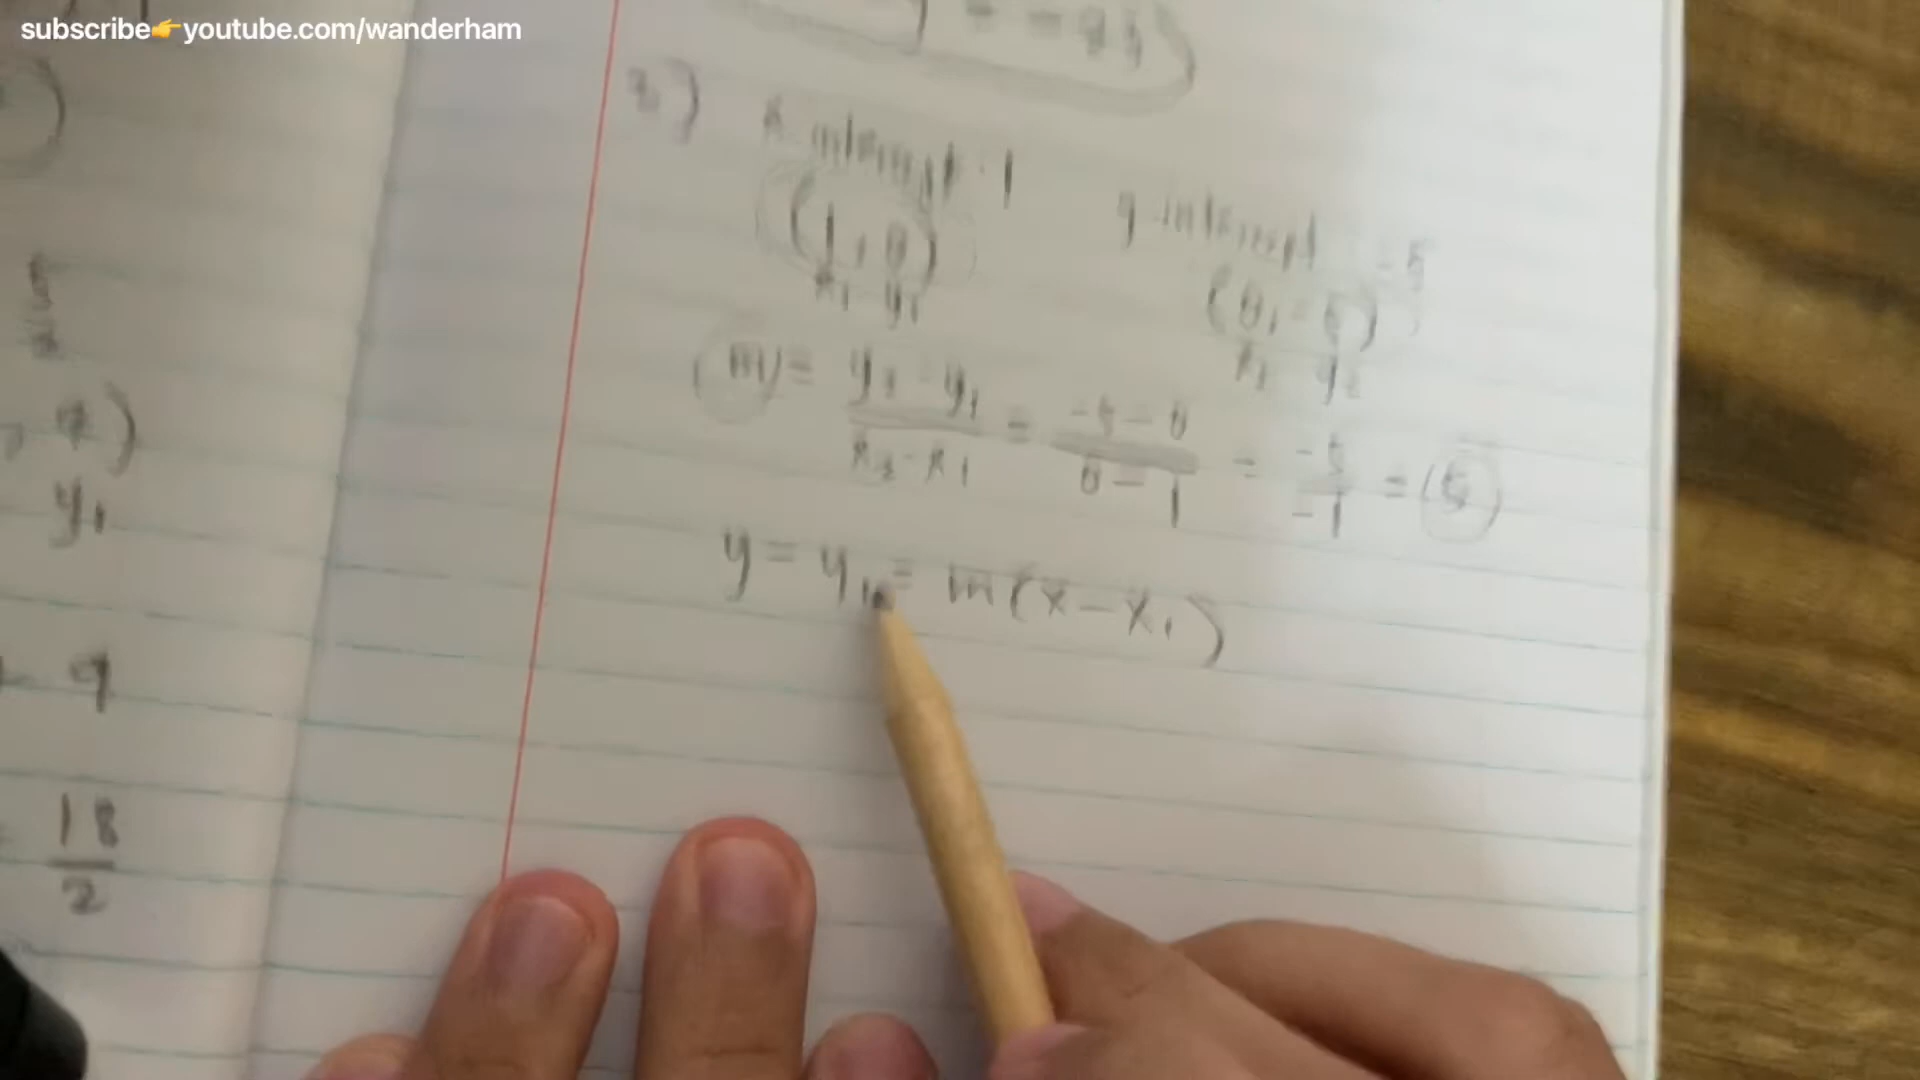 subscribe👉youtube.com/wanderham
2)
x intercept : 1
y intercept = -5
(1, 0)
x₁ y₁
(0, -5)
x₂ y₂
m = y₂ - y₁ / x₂ - x₁ = -5 - 0 / 0 - 1 = -5 / -1 = 5
y = y₁ = m(x - x₁)
y₁
9
18
2